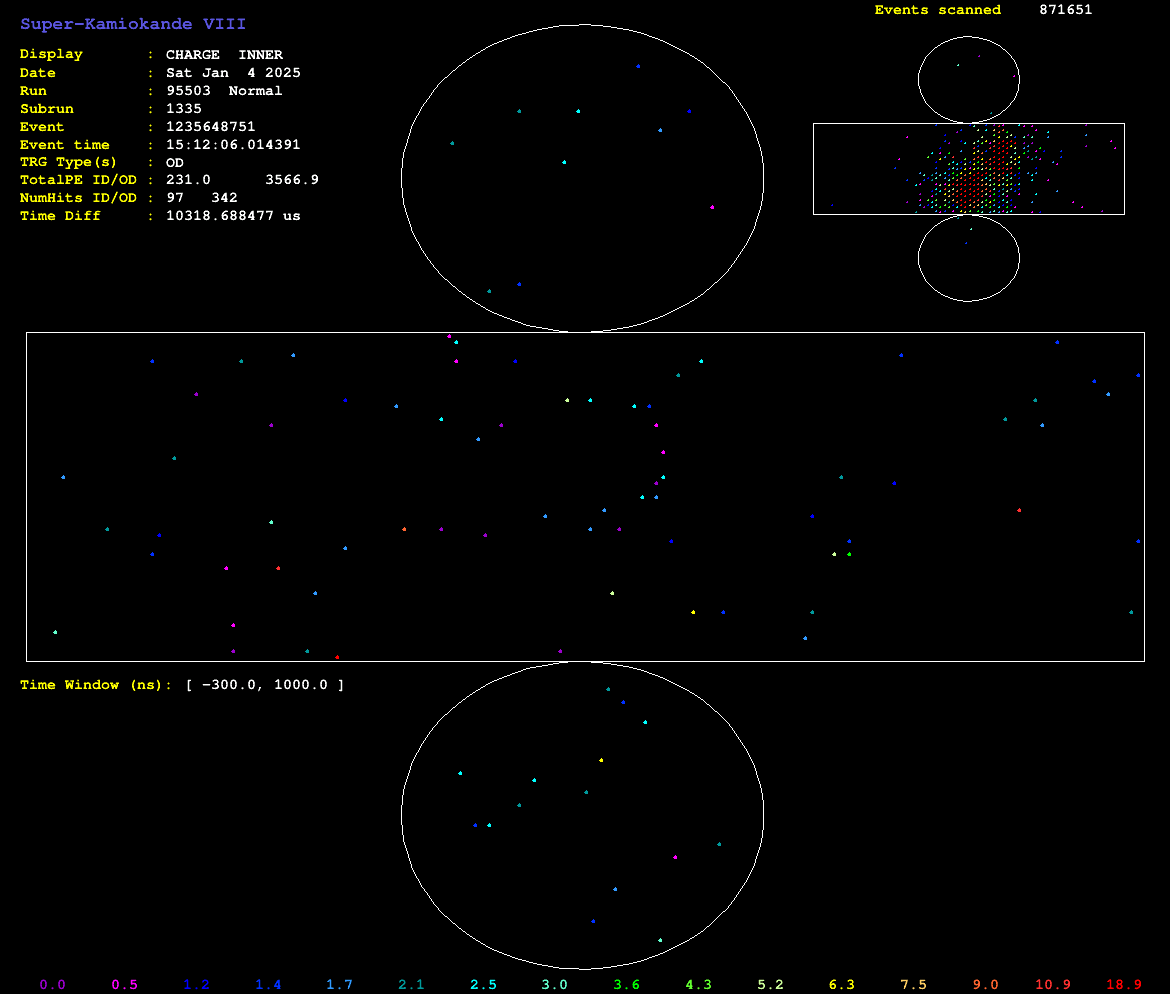 Super-Kamiokande VIII
Events scanned 871651
Display : CHARGE INNER
Date : Sat Jan 4 2025
Run : 95503 Normal
Subrun : 1335
Event : 1235648751
Event time : 15:12:06.014391
TRG Type(s) : OD
TotalPE ID/OD : 231.0 3566.9
NumHits ID/OD : 97 342
Time Diff : 10318.688477 us
Time Window (ns): [ −300.0, 1000.0 ]
0.0 0.5 1.2 1.4 1.7 2.1 2.5 3.0 3.6 4.3 5.2 6.3 7.5 9.0 10.9 18.9